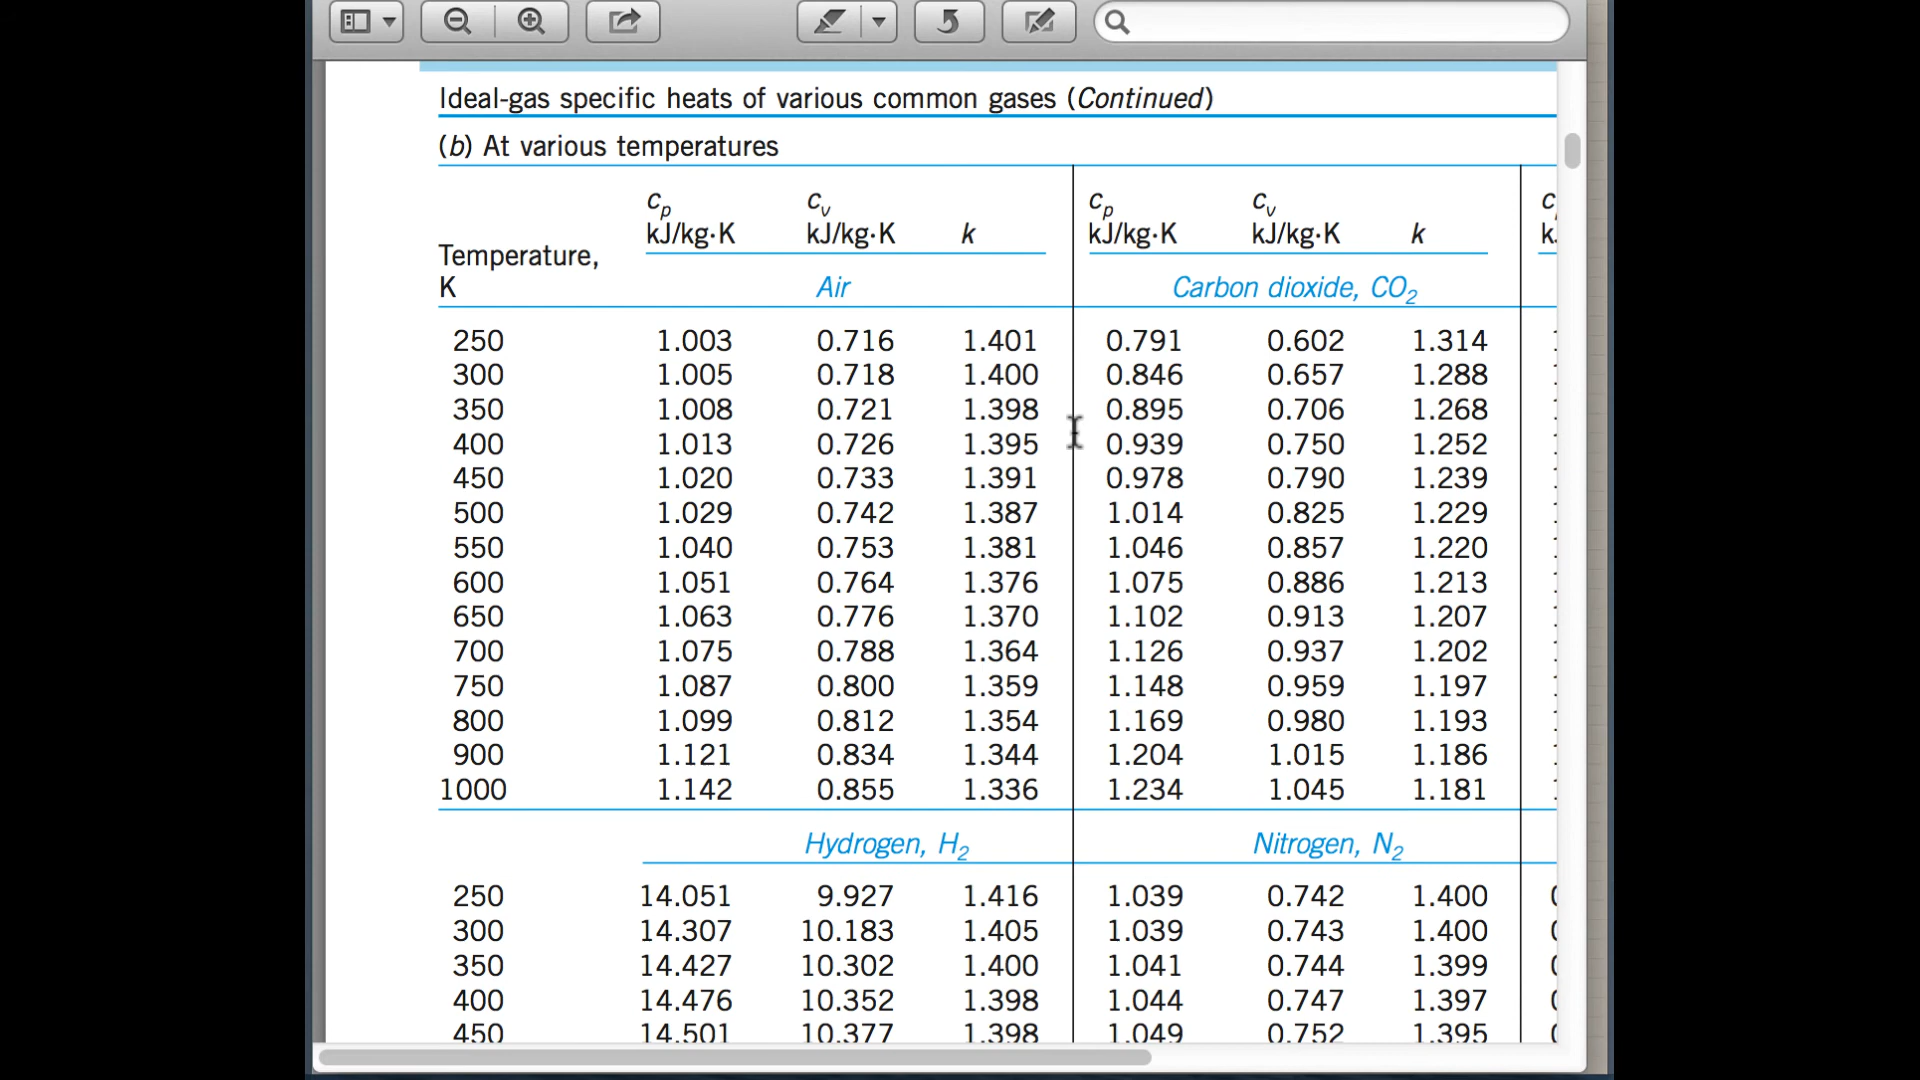 Ideal-gas specific heats of various common gases (Continued)
(b) At various temperatures
Temperature, K cp kJ/kg·K cv kJ/kg·K k cp kJ/kg·K cv kJ/kg·K k
Air Carbon dioxide, CO2
250 1.003 0.716 1.401 0.791 0.602 1.314
300 1.005 0.718 1.400 0.846 0.657 1.288
350 1.008 0.721 1.398 0.895 0.706 1.268
400 1.013 0.726 1.395 0.939 0.750 1.252
450 1.020 0.733 1.391 0.978 0.790 1.239
500 1.029 0.742 1.387 1.014 0.825 1.229
550 1.040 0.753 1.381 1.046 0.857 1.220
600 1.051 0.764 1.376 1.075 0.886 1.213
650 1.063 0.776 1.370 1.102 0.913 1.207
700 1.075 0.788 1.364 1.126 0.937 1.202
750 1.087 0.800 1.359 1.148 0.959 1.197
800 1.099 0.812 1.354 1.169 0.980 1.193
900 1.121 0.834 1.344 1.204 1.015 1.186
1000 1.142 0.855 1.336 1.234 1.045 1.181
Hydrogen, H2 Nitrogen, N2
250 14.051 9.927 1.416 1.039 0.742 1.400
300 14.307 10.183 1.405 1.039 0.743 1.400
350 14.427 10.302 1.400 1.041 0.744 1.399
400 14.476 10.352 1.398 1.044 0.747 1.397
450 14.501 10.377 1.398 1.049 0.752 1.395